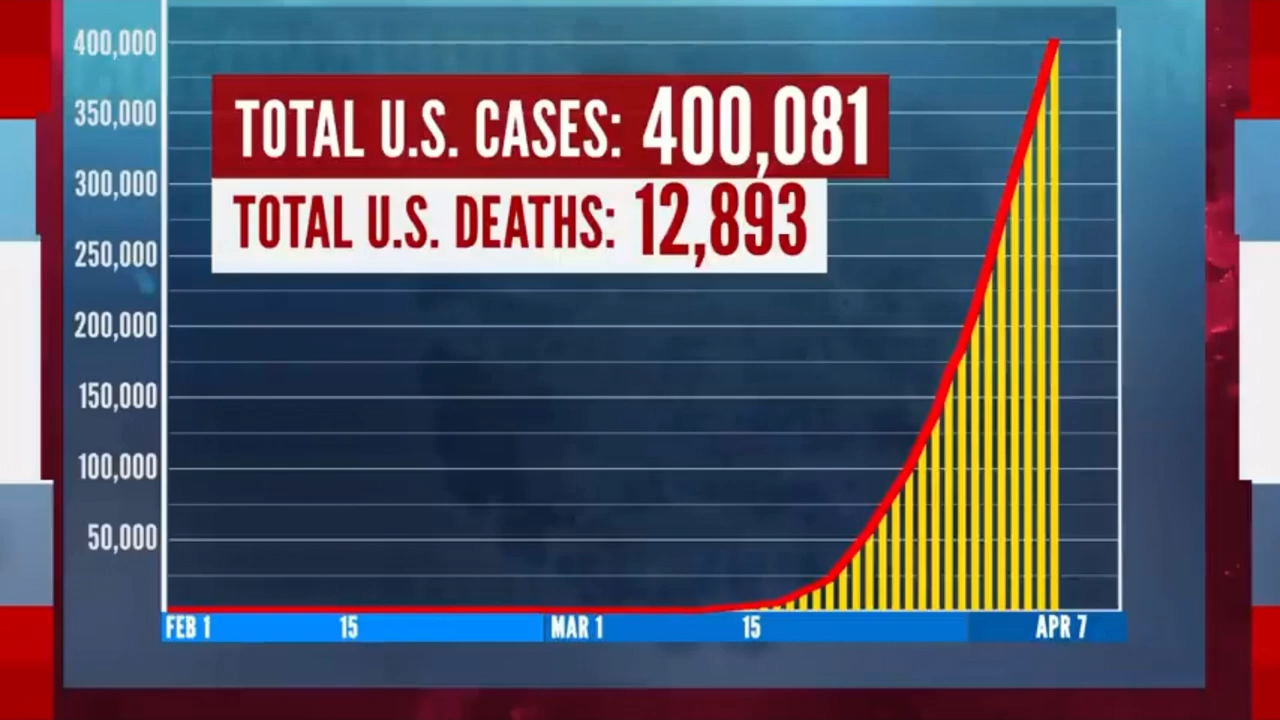 400,000
350,000
300,000
250,000
200,000
150,000
100,000
50,000
TOTAL U.S. CASES: 400,081
TOTAL U.S. DEATHS: 12,893
FEB 1 15 MAR 1 15 APR 7